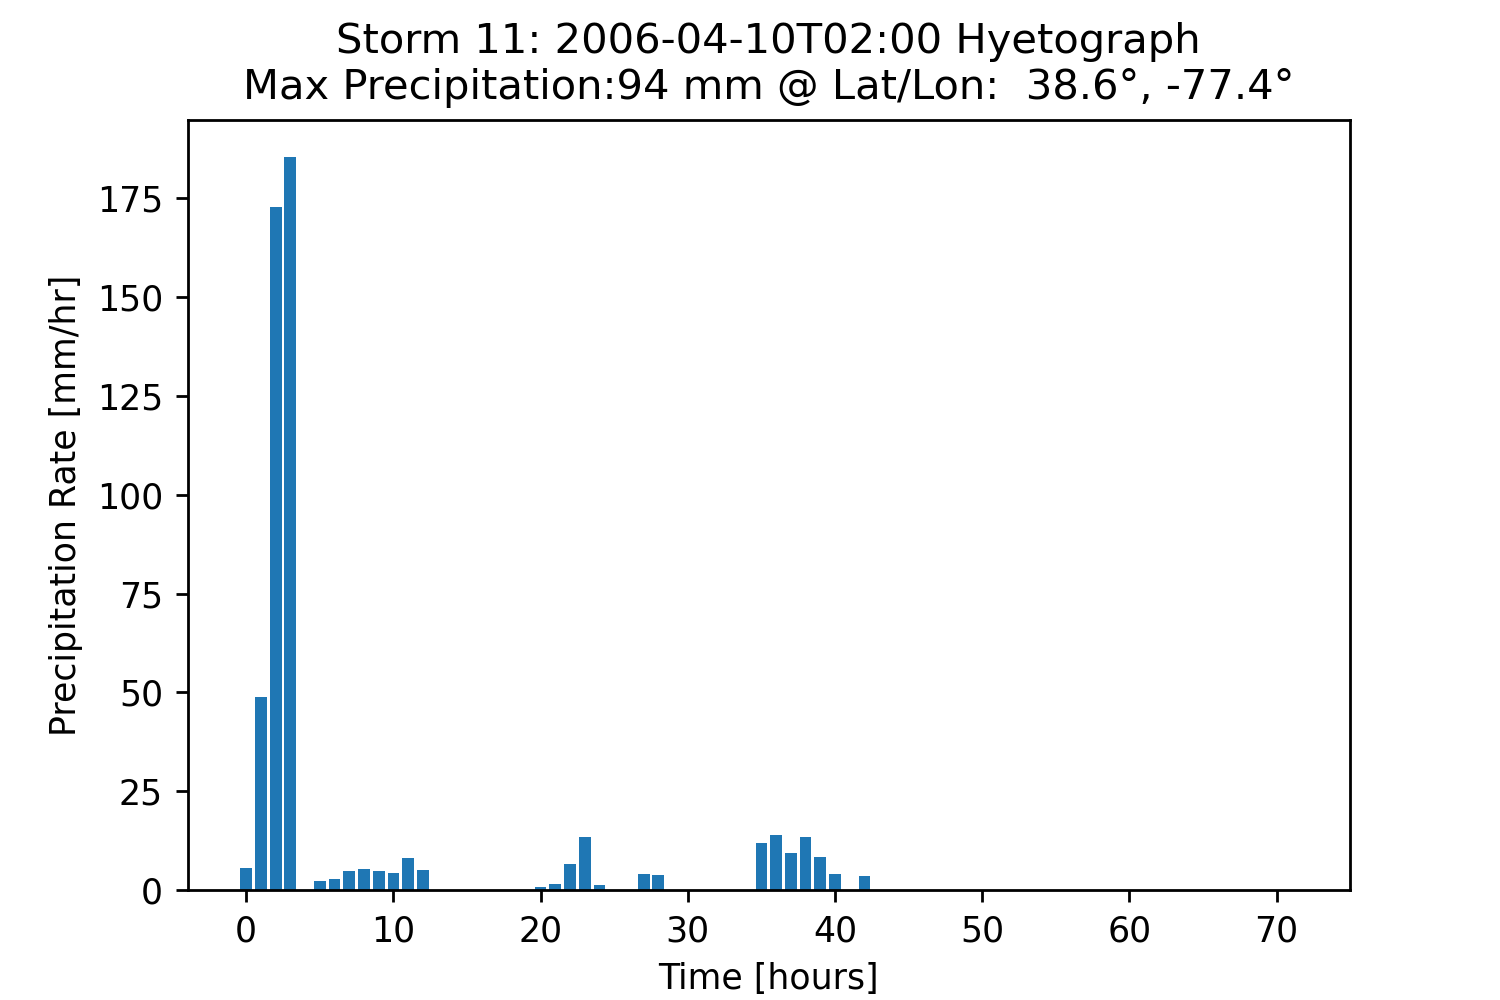 Storm 11: 2006-04-10T02:00 Hyetograph
Max Precipitation:94 mm @ Lat/Lon:  38.6°, -77.4°
Precipitation Rate [mm/hr]
175
150
125
100
75
50
25
0
0 10 20 30 40 50 60 70
Time [hours]